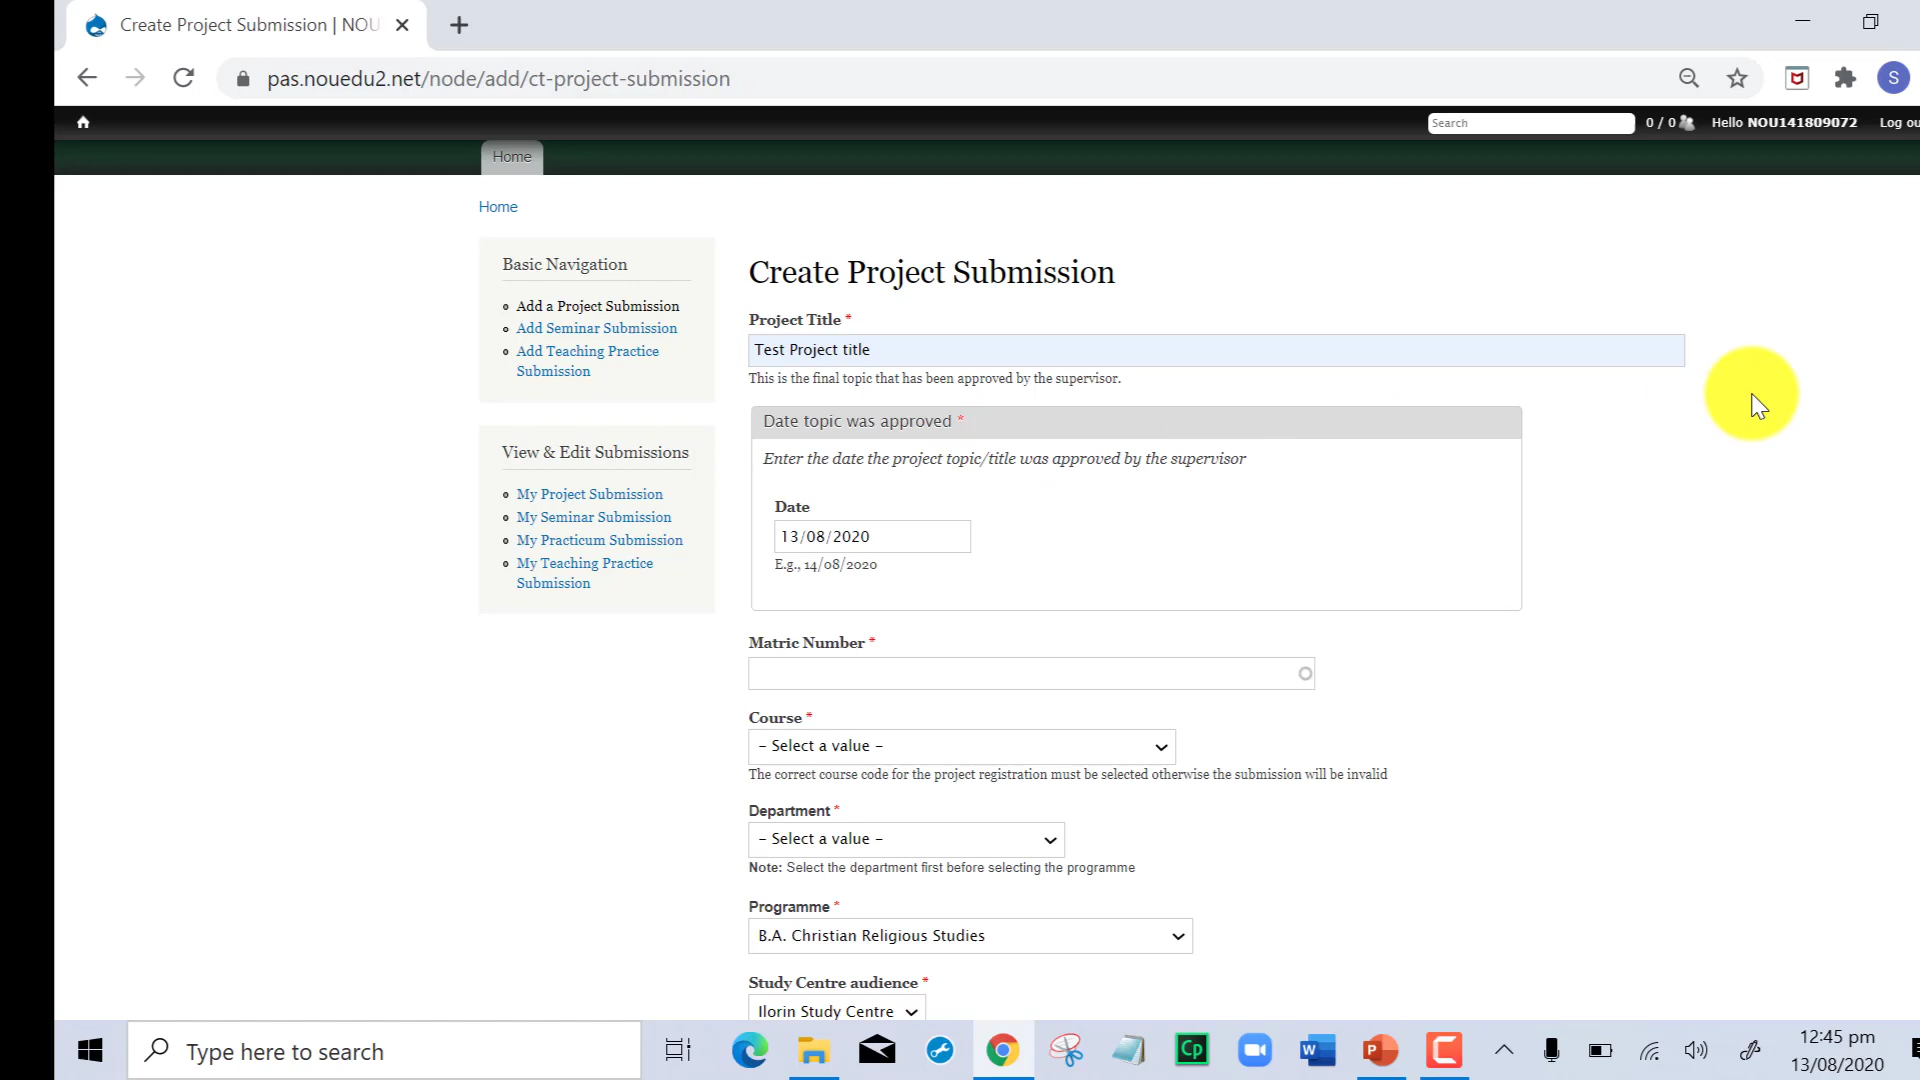 Create Project Submission | NOU
pas.nouedu2.net/node/add/ct-project-submission
S
Search
0 / 0
Hello NOU141809072
Log ou
Home
Home
Basic Navigation
Add a Project Submission
Add Seminar Submission
Add Teaching Practice
Submission
View & Edit Submissions
My Project Submission
My Seminar Submission
My Practicum Submission
My Teaching Practice
Submission
Create Project Submission
Project Title *
Test Project title
This is the final topic that has been approved by the supervisor.
Date topic was approved *
Enter the date the project topic/title was approved by the supervisor
Date
13/08/2020
E.g., 14/08/2020
Matric Number *
Course *
- Select a value -
The correct course code for the project registration must be selected otherwise the submission will be invalid
Department *
- Select a value -
Note: Select the department first before selecting the programme
Programme *
B.A. Christian Religious Studies
Study Centre audience *
Ilorin Study Centre
Type here to search
Cp
W
P
C
12:45 pm
13/08/2020